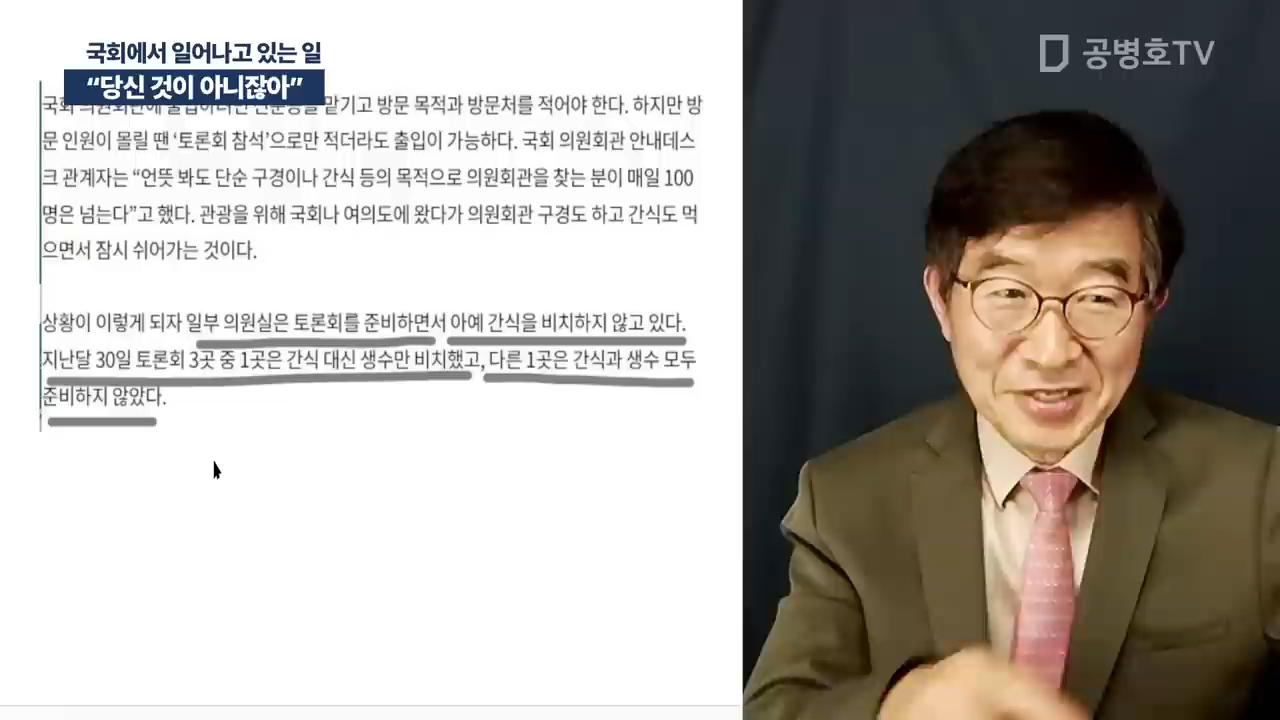 국회에서 일어나고 있는 일
“당신 것이 아니잖아”
공병호TV
국회 맡기고 방문 목적과 방문처를 적어야 한다. 하지만 방
문 인원이 몰릴 땐 ‘토론회 참석’으로만 적더라도 출입이 가능하다. 국회 의원회관 안내데스
크 관계자는 “언뜻 봐도 단순 구경이나 간식 등의 목적으로 의원회관을 찾는 분이 매일 100
명은 넘는다”고 했다. 관광을 위해 국회나 여의도에 왔다가 의원회관 구경도 하고 간식도 먹
으면서 잠시 쉬어가는 것이다.
상황이 이렇게 되자 일부 의원실은 토론회를 준비하면서 아예 간식을 비치하지 않고 있다.
지난달 30일 토론회 3곳 중 1곳은 간식 대신 생수만 비치했고, 다른 1곳은 간식과 생수 모두
준비하지 않았다.